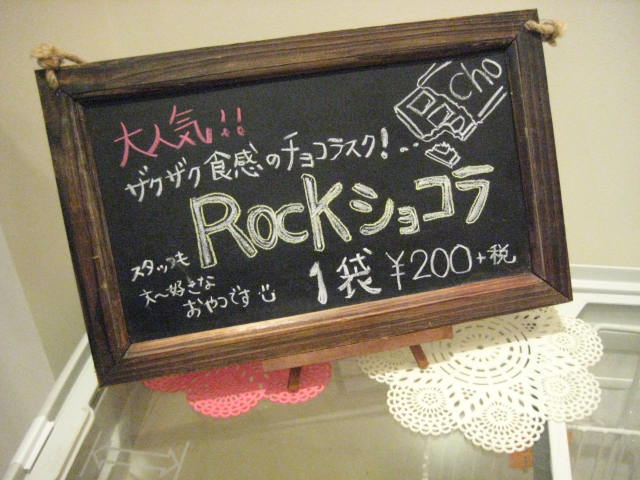 大人気!!
ザクザク食感のチョコラスク!..
Cho
Rockショコラ
スタッフも
大〜好きな
おやつです
1袋 ¥200+税